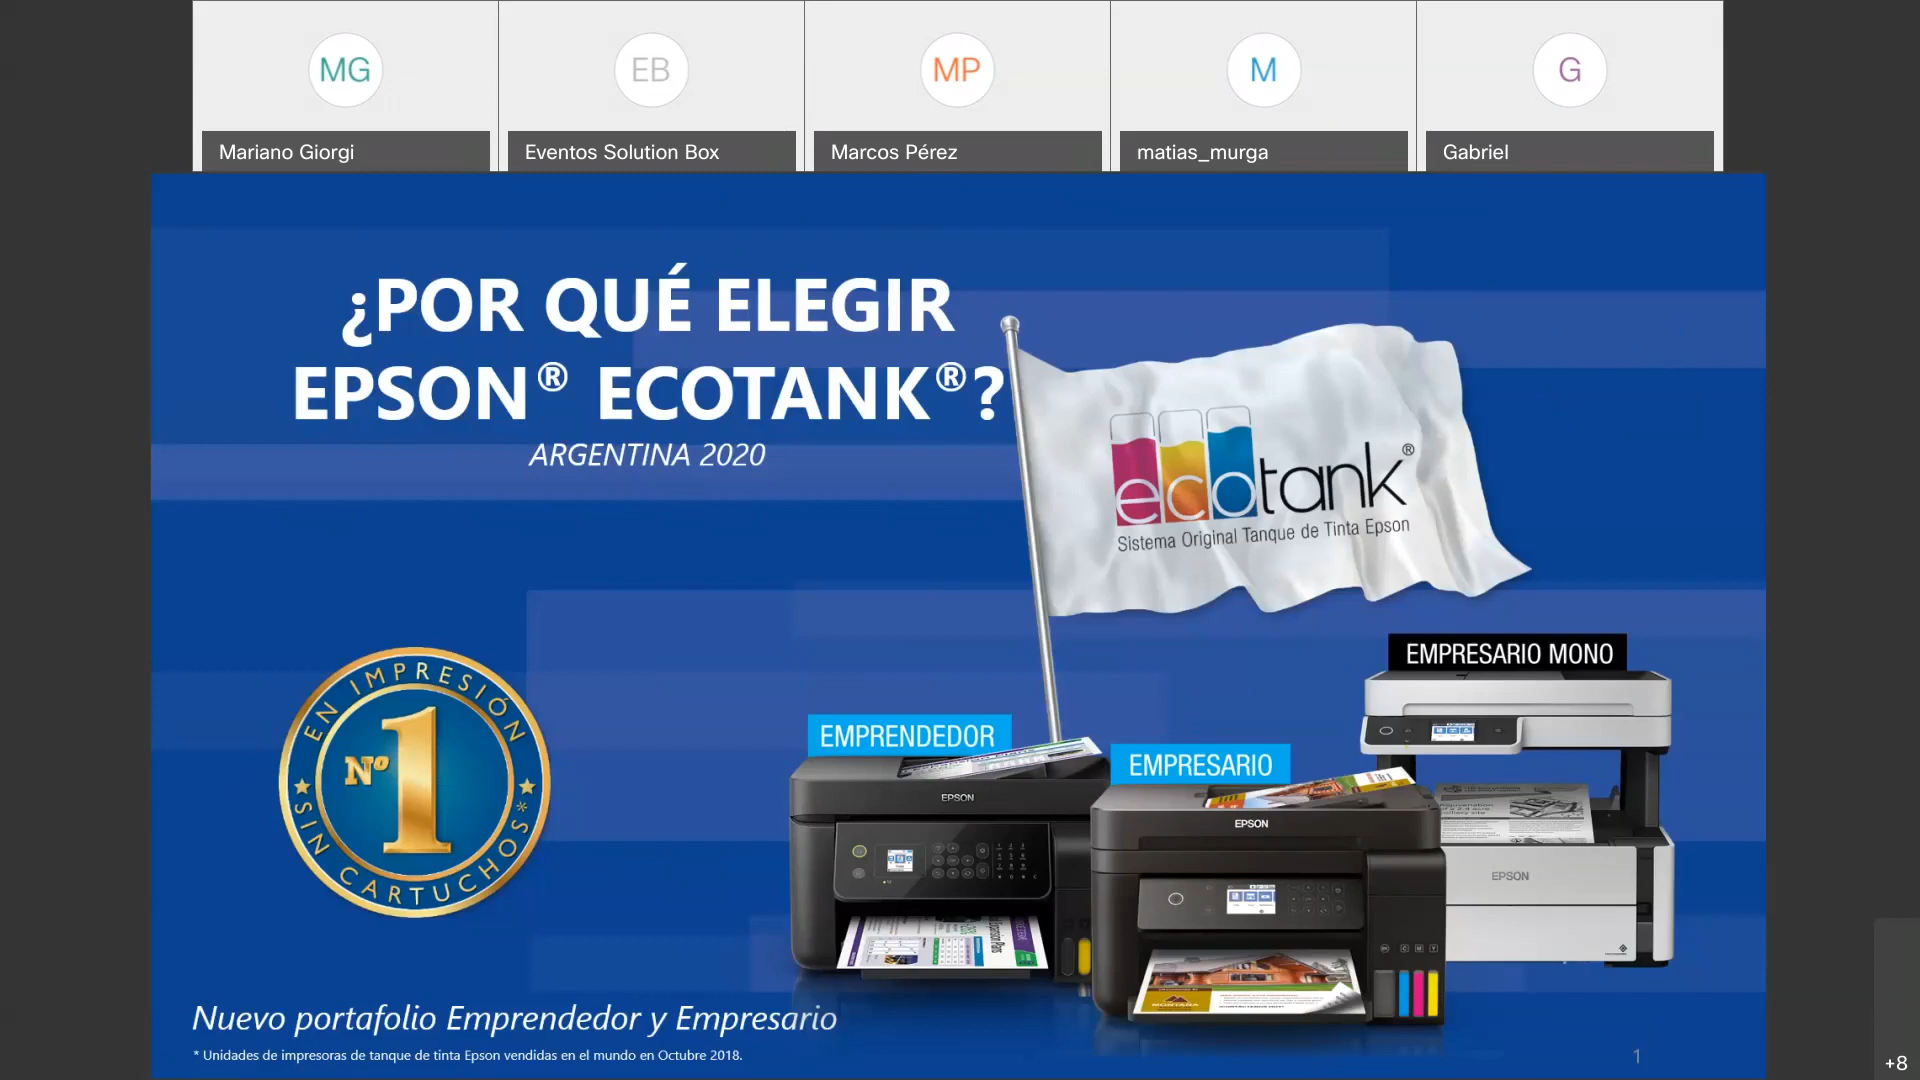 MG
EB
MP
M
G
Mariano Giorgi
Eventos Solution Box
Marcos Pérez
matias_murga
Gabriel
¿POR QUÉ ELEGIR
EPSON® ECOTANK®?
ARGENTINA 2020
ecotank®
Sistema Original Tanque de Tinta Epson
EN IMPRESIÓN
Nº1
SIN CARTUCHOS*
EMPRENDEDOR
EMPRESARIO
EMPRESARIO MONO
EPSON
EPSON
EPSON
MONTANA
Nuevo portafolio Emprendedor y Empresario
* Unidades de impresoras de tanque de tinta Epson vendidas en el mundo en Octubre 2018.
1
+8